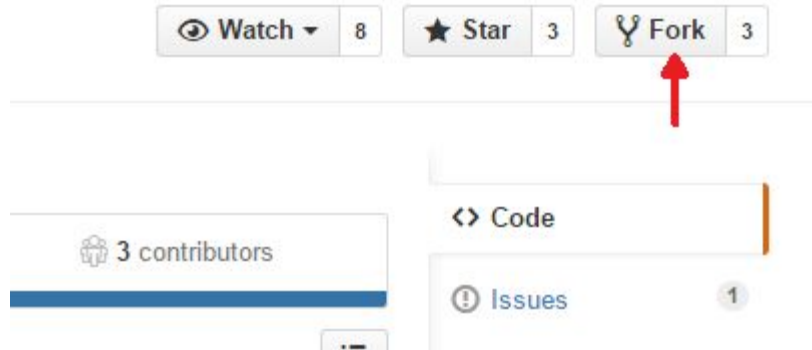 Watch 8 Star 3 Fork 3
<> Code
3 contributors
Issues 1